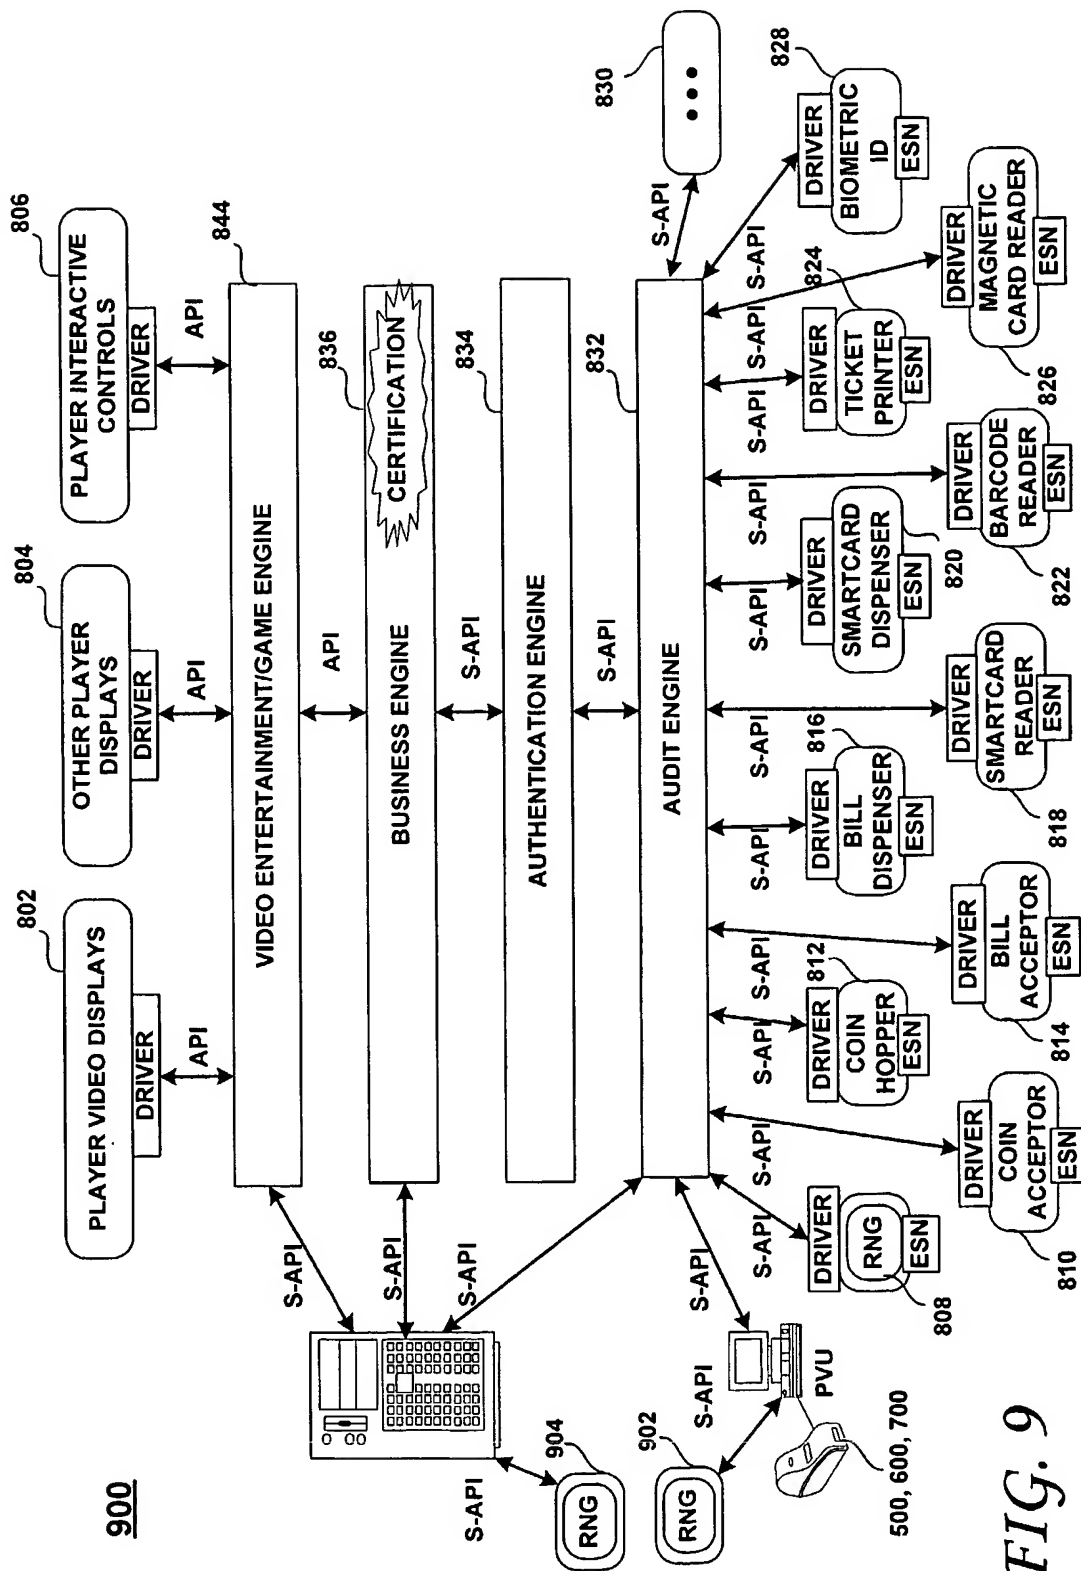 900
802
PLAYER VIDEO DISPLAYS
DRIVER
API
804
OTHER PLAYER
DISPLAYS
DRIVER
API
806
PLAYER INTERACTIVE
CONTROLS
DRIVER
API
844
VIDEO ENTERTAINMENT/GAME ENGINE
API
836
BUSINESS ENGINE
CERTIFICATION
S-API
834
AUTHENTICATION ENGINE
S-API
832
AUDIT ENGINE
S-API
S-API
S-API
S-API
904
RNG
902
RNG
S-API
S-API
PVU
500, 600, 700
S-API
DRIVER
RNG
ESN
808
S-API
DRIVER
COIN
ACCEPTOR
ESN
810
S-API
812
DRIVER
COIN
HOPPER
ESN
S-API
DRIVER
BILL
ACCEPTOR
ESN
814
S-API
816
DRIVER
BILL
DISPENSER
ESN
S-API
DRIVER
SMARTCARD
READER
ESN
818
S-API
DRIVER
SMARTCARD
DISPENSER
ESN
820
S-API
DRIVER
BARCODE
READER
ESN
822
S-API
824
DRIVER
TICKET
PRINTER
ESN
S-API
DRIVER
MAGNETIC
CARD READER
ESN
826
S-API
828
DRIVER
BIOMETRIC
ID
ESN
S-API
830
FIG. 9